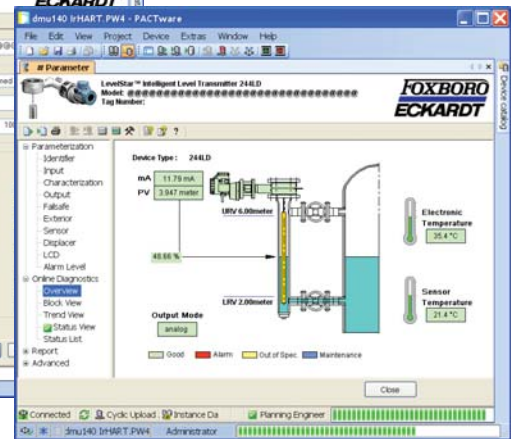 ECKARDT
dmu140 IrHART.PW4 - PACTware
File Edit View Project Device Extras Window Help
# Parameter
LevelStar™ Intelligent Level Transmitter 244LD
Model: @@@@@@@@@@@@@@@@@@@@@@@@@@@@@@@@
Tag Number:
FOXBORO
ECKARDT
Device catalog
Parameterization
Identifier
Input
Characterization
Output
Failsafe
Exterior
Sensor
Displacer
LCD
Alarm Level
Online Diagnostics
Overview
Block View
Trend View
Status View
Status List
Report
Advanced
Device Type : 244LD
mA 11.79 mA
PV 3.947 meter
URV 6.00meter
48.66 %
LRV 2.00meter
Output Mode
analog
Electronic
Temperature
35.4 °C
Sensor
Temperature
21.4 °C
Good Alarm Out of Spec. Maintenance
Close
Connected Cyclic Upload. Instance Da Planning Engineer
dmu140 IrHART.PW4 Administrator